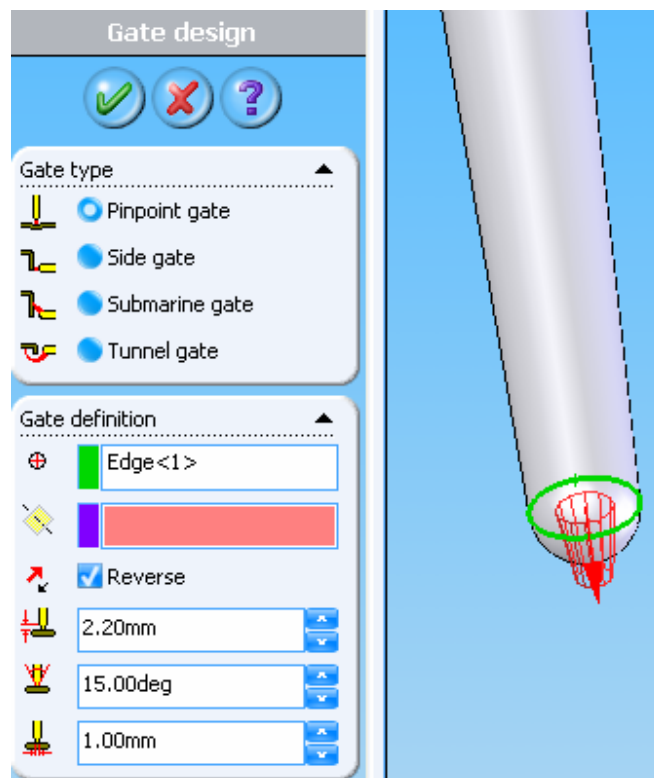 Gate design
?
Gate type
Pinpoint gate
Side gate
Submarine gate
Tunnel gate
Gate definition
Edge<1>
Reverse
2.20mm
15.00deg
1.00mm